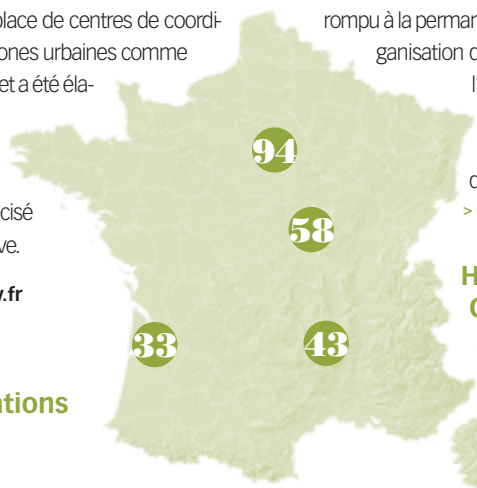 place de centres de coordi-
ones urbaines comme
et a été éla-
cisé
ve.
.fr
ations
94
58
33
43
rompu à la perman
ganisation d
l'
>
H